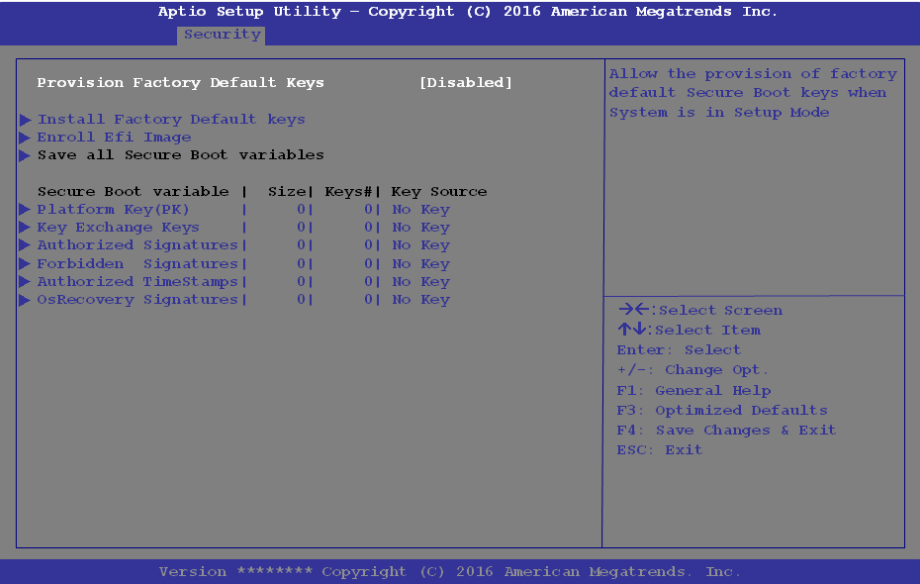 Aptio Setup Utility – Copyright (C) 2016 American Megatrends Inc.
Security
Provision Factory Default Keys [Disabled]
▶ Install Factory Default keys
▶ Enroll Efi Image
▶ Save all Secure Boot variables
Secure Boot variable | Size| Keys#| Key Source
▶ Platform Key(PK) | 0| 0| No Key
▶ Key Exchange Keys | 0| 0| No Key
▶ Authorized Signatures| 0| 0| No Key
▶ Forbidden Signatures| 0| 0| No Key
▶ Authorized TimeStamps| 0| 0| No Key
▶ OsRecovery Signatures| 0| 0| No Key
Allow the provision of factory
default Secure Boot keys when
System is in Setup Mode
→←:Select Screen
↑↓:Select Item
Enter: Select
+/-: Change Opt.
F1: General Help
F3: Optimized Defaults
F4: Save Changes & Exit
ESC: Exit
Version ******** Copyright (C) 2016 American Megatrends. Inc.